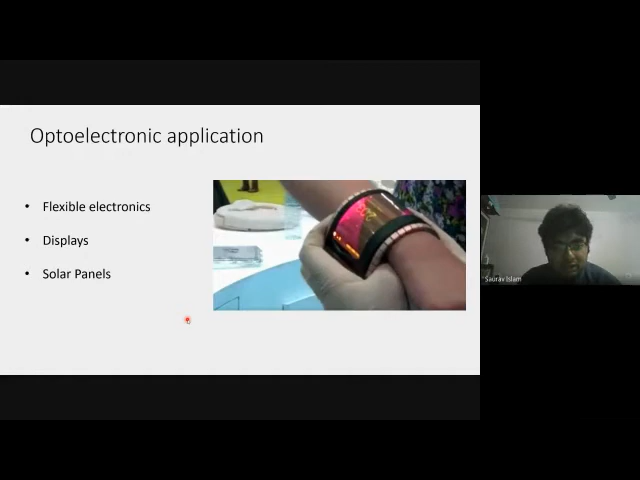 Optoelectronic application
• Flexible electronics
• Displays
• Solar Panels
Saurav Islam